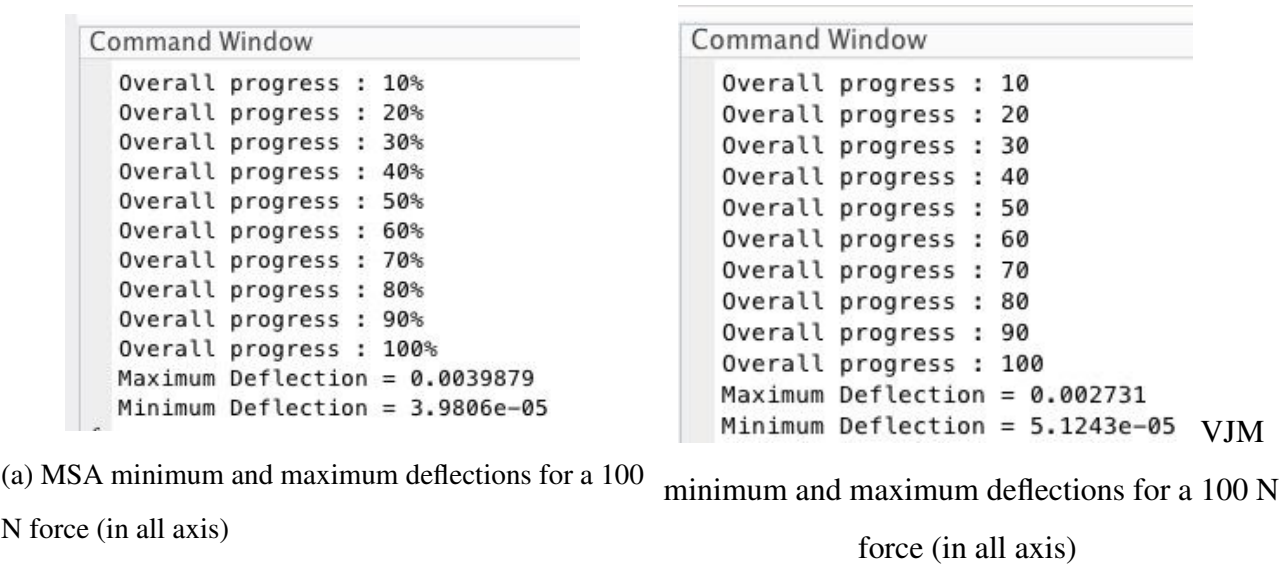 Command Window
Overall progress : 10%
Overall progress : 20%
Overall progress : 30%
Overall progress : 40%
Overall progress : 50%
Overall progress : 60%
Overall progress : 70%
Overall progress : 80%
Overall progress : 90%
Overall progress : 100%
Maximum Deflection = 0.0039879
Minimum Deflection = 3.9806e-05
(a) MSA minimum and maximum deflections for a 100
N force (in all axis)
Command Window
Overall progress : 10
Overall progress : 20
Overall progress : 30
Overall progress : 40
Overall progress : 50
Overall progress : 60
Overall progress : 70
Overall progress : 80
Overall progress : 90
Overall progress : 100
Maximum Deflection = 0.002731
Minimum Deflection = 5.1243e-05
VJM
minimum and maximum deflections for a 100 N
force (in all axis)